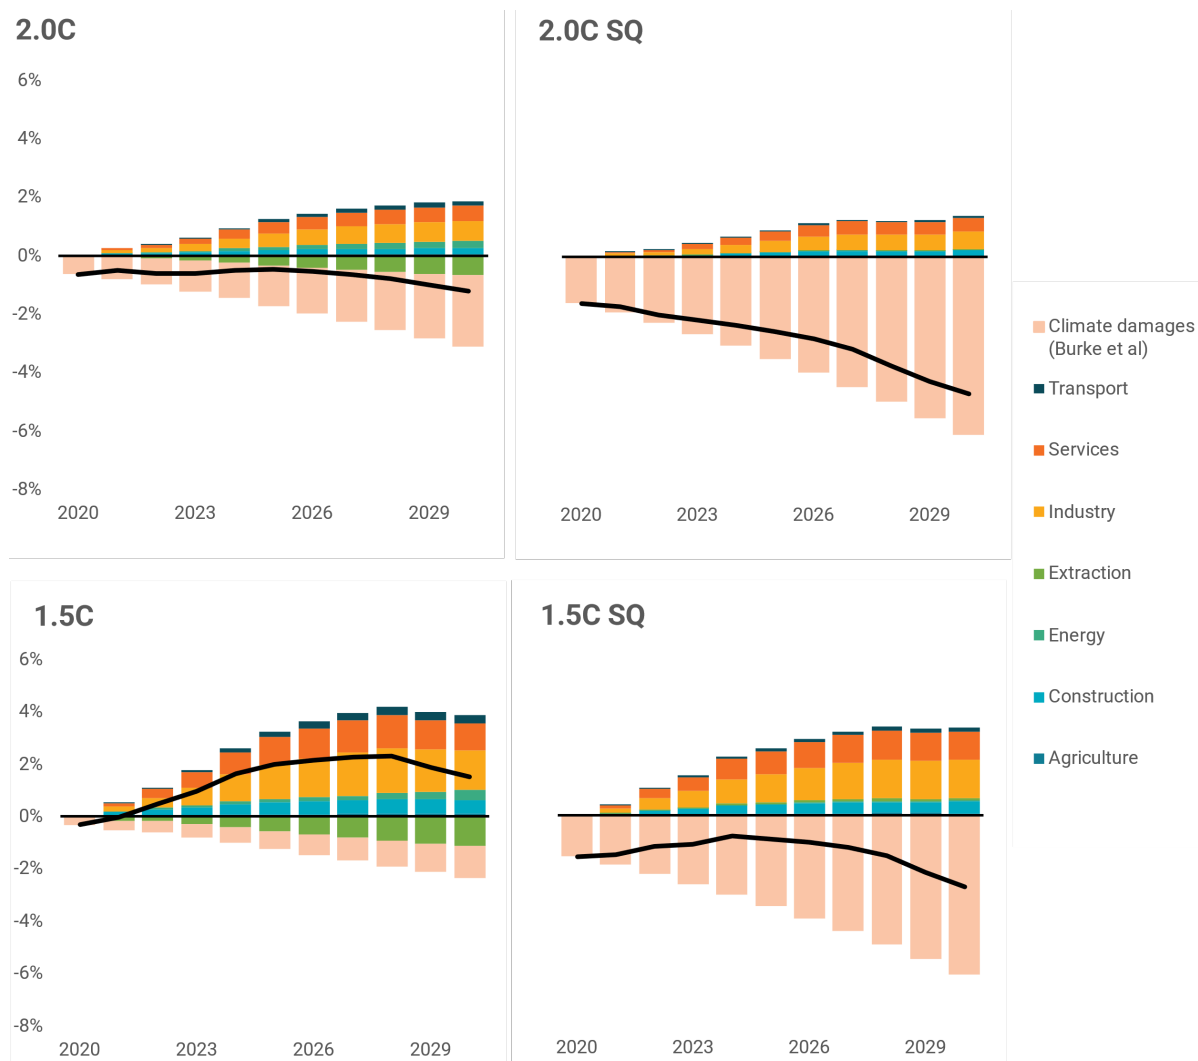 2.0C
6%
4%
2%
0%
-2%
-4%
-6%
-8%
2020 2023 2026 2029
2.0C SQ
2020 2023 2026 2029
1.5C
6%
4%
2%
0%
-2%
-4%
-6%
-8%
2020 2023 2026 2029
1.5C SQ
2020 2023 2026 2029
Climate damages
(Burke et al)
Transport
Services
Industry
Extraction
Energy
Construction
Agriculture